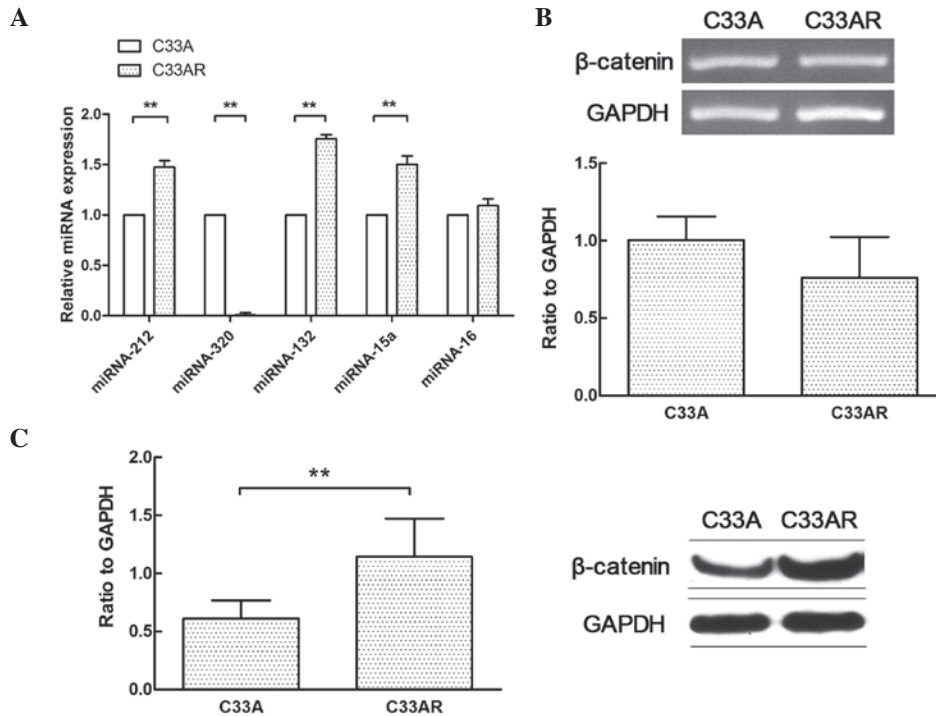 A
C33A
C33AR
Relative miRNA expression
2.0
1.5
1.0
0.5
0.0
** ** ** **
miRNA-212 miRNA-320 miRNA-132 miRNA-15a miRNA-16
B
C33A C33AR
β-catenin
GAPDH
Ratio to GAPDH
1.5
1.0
0.5
0.0
C33A C33AR
C
Ratio to GAPDH
2.0
1.5
1.0
0.5
0.0
**
C33A C33AR
C33A C33AR
β-catenin
GAPDH